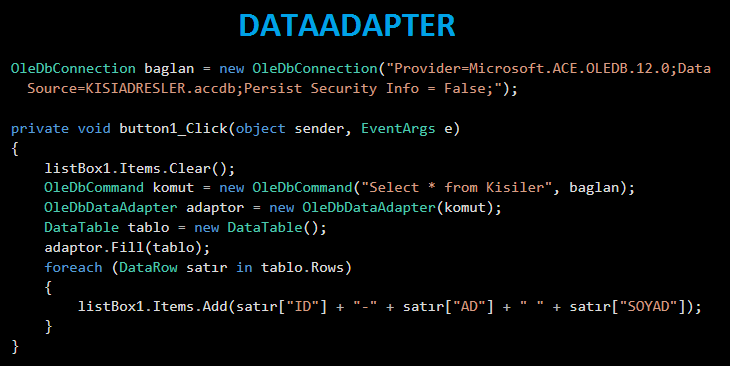 DATAADAPTER
OleDbConnection baglan = new OleDbConnection("Provider=Microsoft.ACE.OLEDB.12.0;Data
Source=KISIADRESLER.accdb;Persist Security Info = False;");
private void button1_Click(object sender, EventArgs e)
{
listBox1.Items.Clear();
OleDbCommand komut = new OleDbCommand("Select * from Kisiler", baglan);
OleDbDataAdapter adaptor = new OleDbDataAdapter(komut);
DataTable tablo = new DataTable();
adaptor.Fill(tablo);
foreach (DataRow satır in tablo.Rows)
{
listBox1.Items.Add(satır["ID"] + "-" + satır["AD"] + " " + satır["SOYAD"]);
}
}